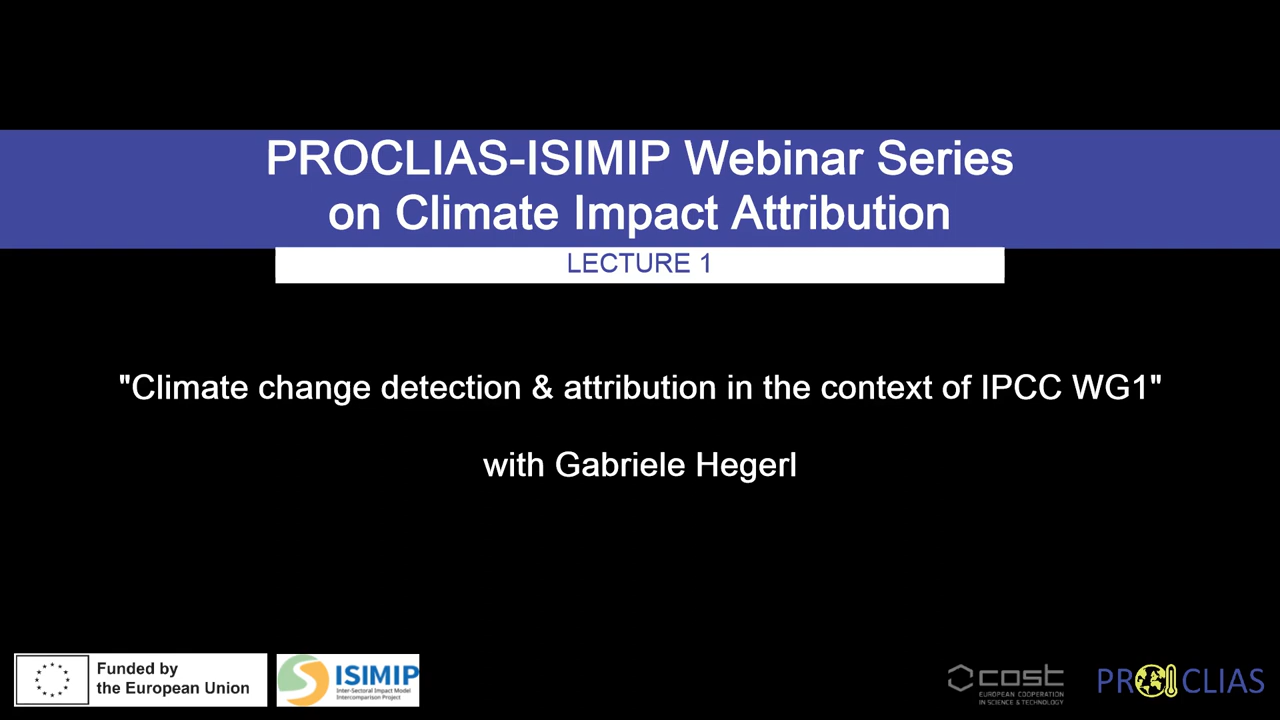 PROCLIAS-ISIMIP Webinar Series
on Climate Impact Attribution
LECTURE 1
"Climate change detection & attribution in the context of IPCC WG1"
with Gabriele Hegerl
Funded by
the European Union
ISIMIP
Inter-Sectoral Impact Model
Intercomparison Project
cost
EUROPEAN COOPERATION
IN SCIENCE & TECHNOLOGY
PROCLIAS